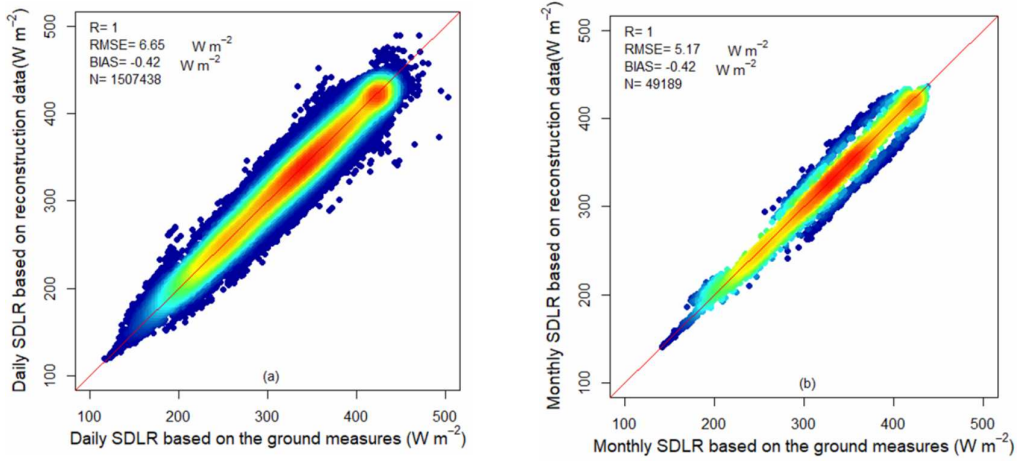 Daily SDLR based on reconstruction data(W m⁻²)
500
400
300
200
100
R= 1
RMSE= 6.65 W m⁻²
BIAS= -0.42 W m⁻²
N= 1507438
(a)
100 200 300 400 500
Daily SDLR based on the ground measures (W m⁻²)
Monthly SDLR based on reconstruction data(W m⁻²)
500
400
300
200
100
R= 1
RMSE= 5.17 W m⁻²
BIAS= -0.42 W m⁻²
N= 49189
(b)
100 200 300 400 500
Monthly SDLR based on the ground measures (W m⁻²)